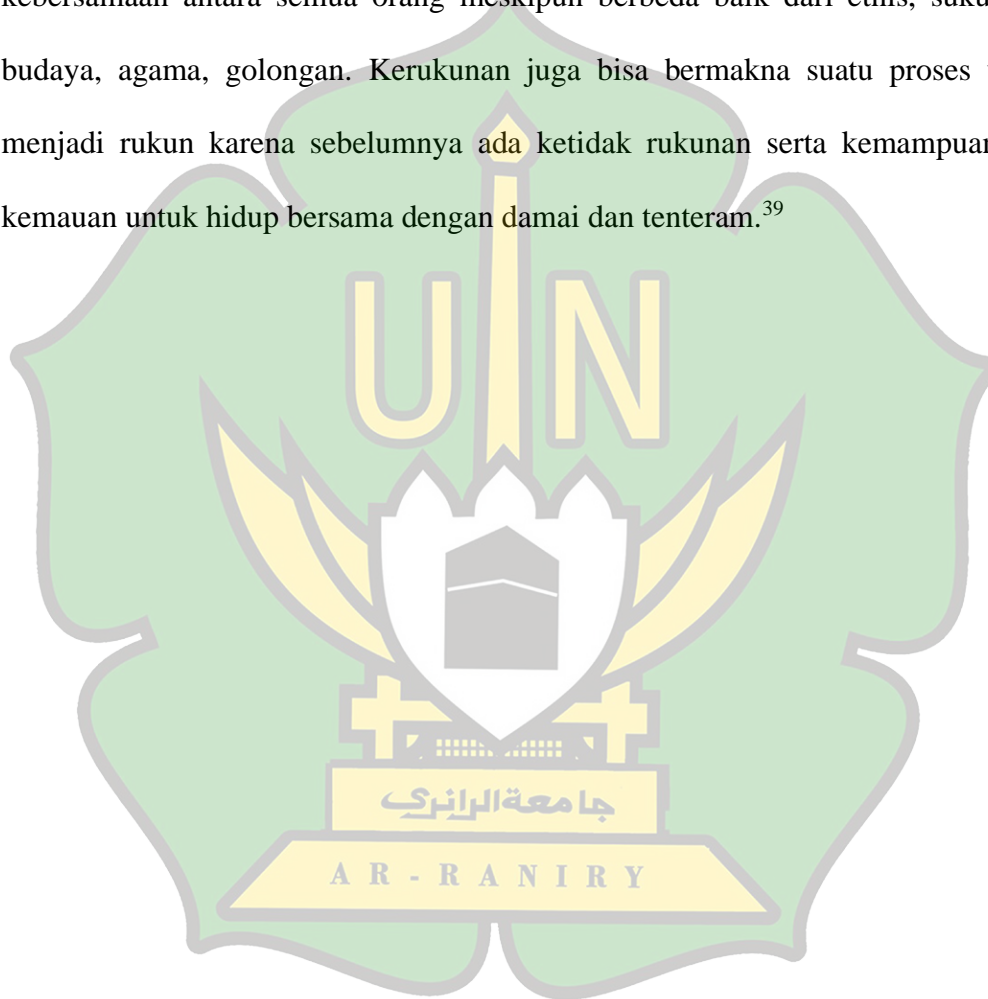 kebersamaan antara semua orang meskipun berbeda baik dari etnis, suku
budaya, agama, golongan. Kerukunan juga bisa bermakna suatu proses
menjadi rukun karena sebelumnya ada ketidak rukunan serta kemampuan
kemauan untuk hidup bersama dengan damai dan tenteram.³⁹
U N
جامعة الرانري
AR - RANIRY